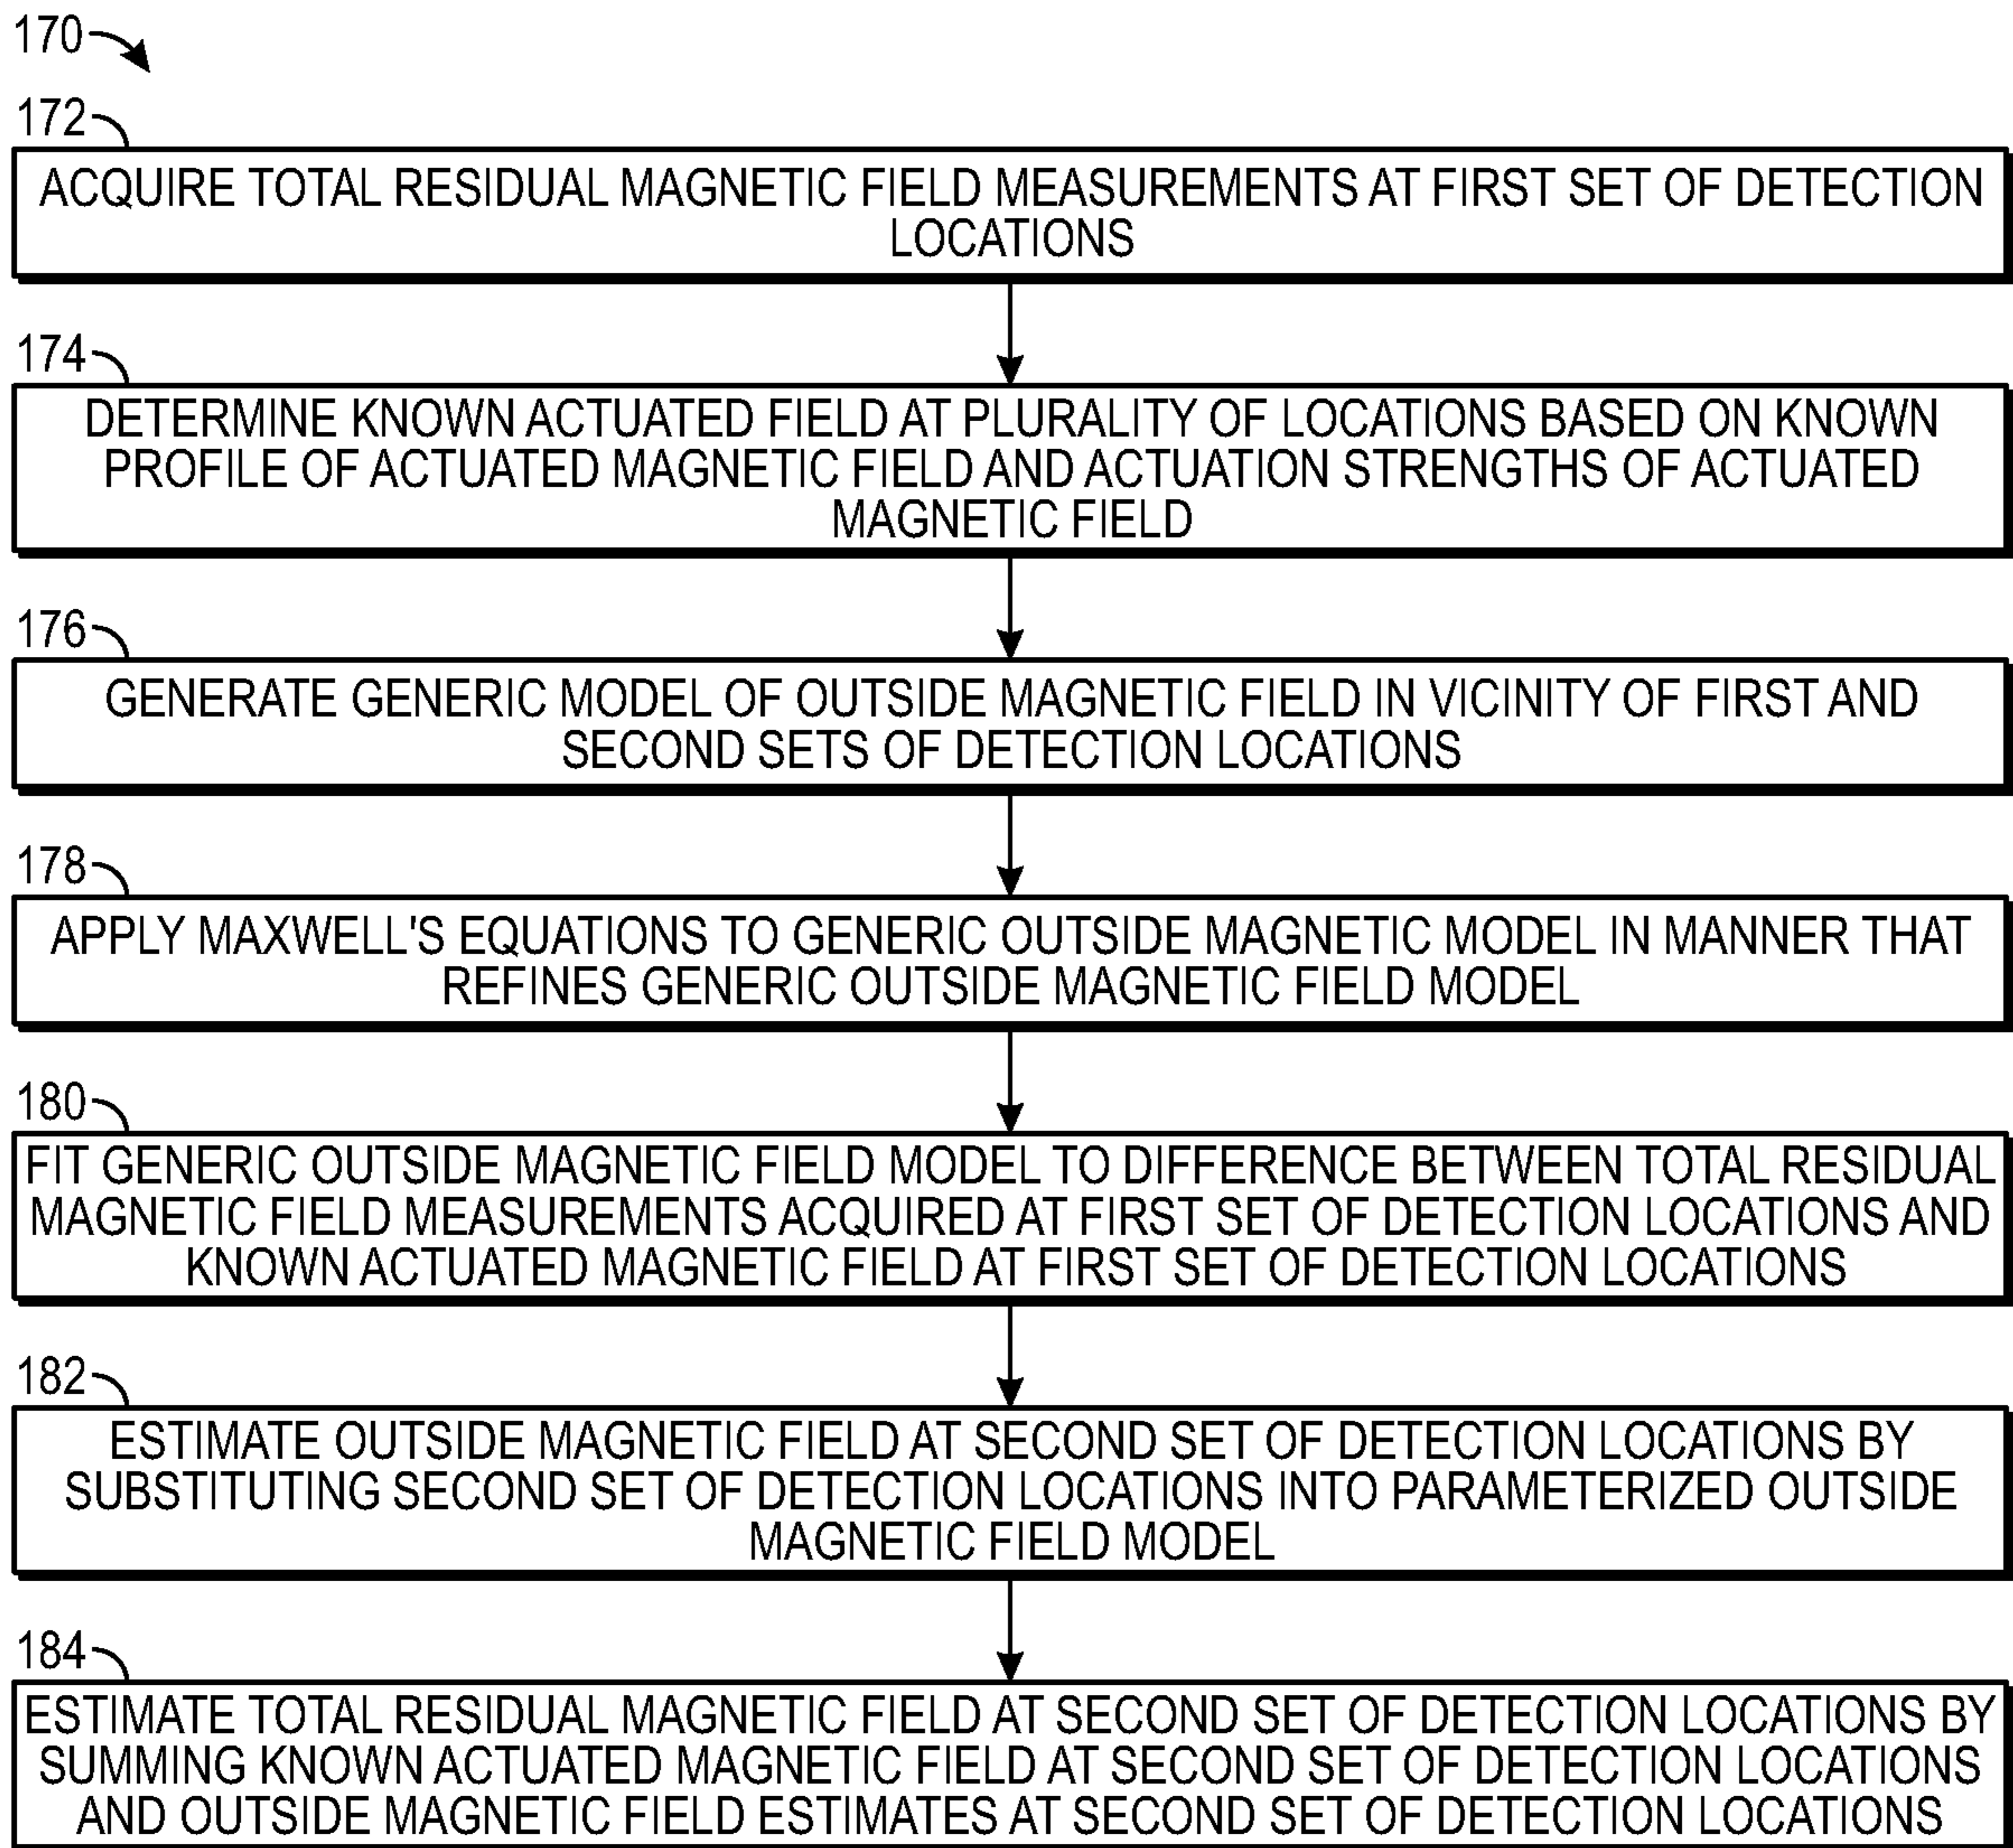 170
172
ACQUIRE TOTAL RESIDUAL MAGNETIC FIELD MEASUREMENTS AT FIRST SET OF DETECTION
LOCATIONS
174
DETERMINE KNOWN ACTUATED FIELD AT PLURALITY OF LOCATIONS BASED ON KNOWN
PROFILE OF ACTUATED MAGNETIC FIELD AND ACTUATION STRENGTHS OF ACTUATED
MAGNETIC FIELD
176
GENERATE GENERIC MODEL OF OUTSIDE MAGNETIC FIELD IN VICINITY OF FIRST AND
SECOND SETS OF DETECTION LOCATIONS
178
APPLY MAXWELL'S EQUATIONS TO GENERIC OUTSIDE MAGNETIC MODEL IN MANNER THAT
REFINES GENERIC OUTSIDE MAGNETIC FIELD MODEL
180
FIT GENERIC OUTSIDE MAGNETIC FIELD MODEL TO DIFFERENCE BETWEEN TOTAL RESIDUAL
MAGNETIC FIELD MEASUREMENTS ACQUIRED AT FIRST SET OF DETECTION LOCATIONS AND
KNOWN ACTUATED MAGNETIC FIELD AT FIRST SET OF DETECTION LOCATIONS
182
ESTIMATE OUTSIDE MAGNETIC FIELD AT SECOND SET OF DETECTION LOCATIONS BY
SUBSTITUTING SECOND SET OF DETECTION LOCATIONS INTO PARAMETERIZED OUTSIDE
MAGNETIC FIELD MODEL
184
ESTIMATE TOTAL RESIDUAL MAGNETIC FIELD AT SECOND SET OF DETECTION LOCATIONS BY
SUMMING KNOWN ACTUATED MAGNETIC FIELD AT SECOND SET OF DETECTION LOCATIONS
AND OUTSIDE MAGNETIC FIELD ESTIMATES AT SECOND SET OF DETECTION LOCATIONS